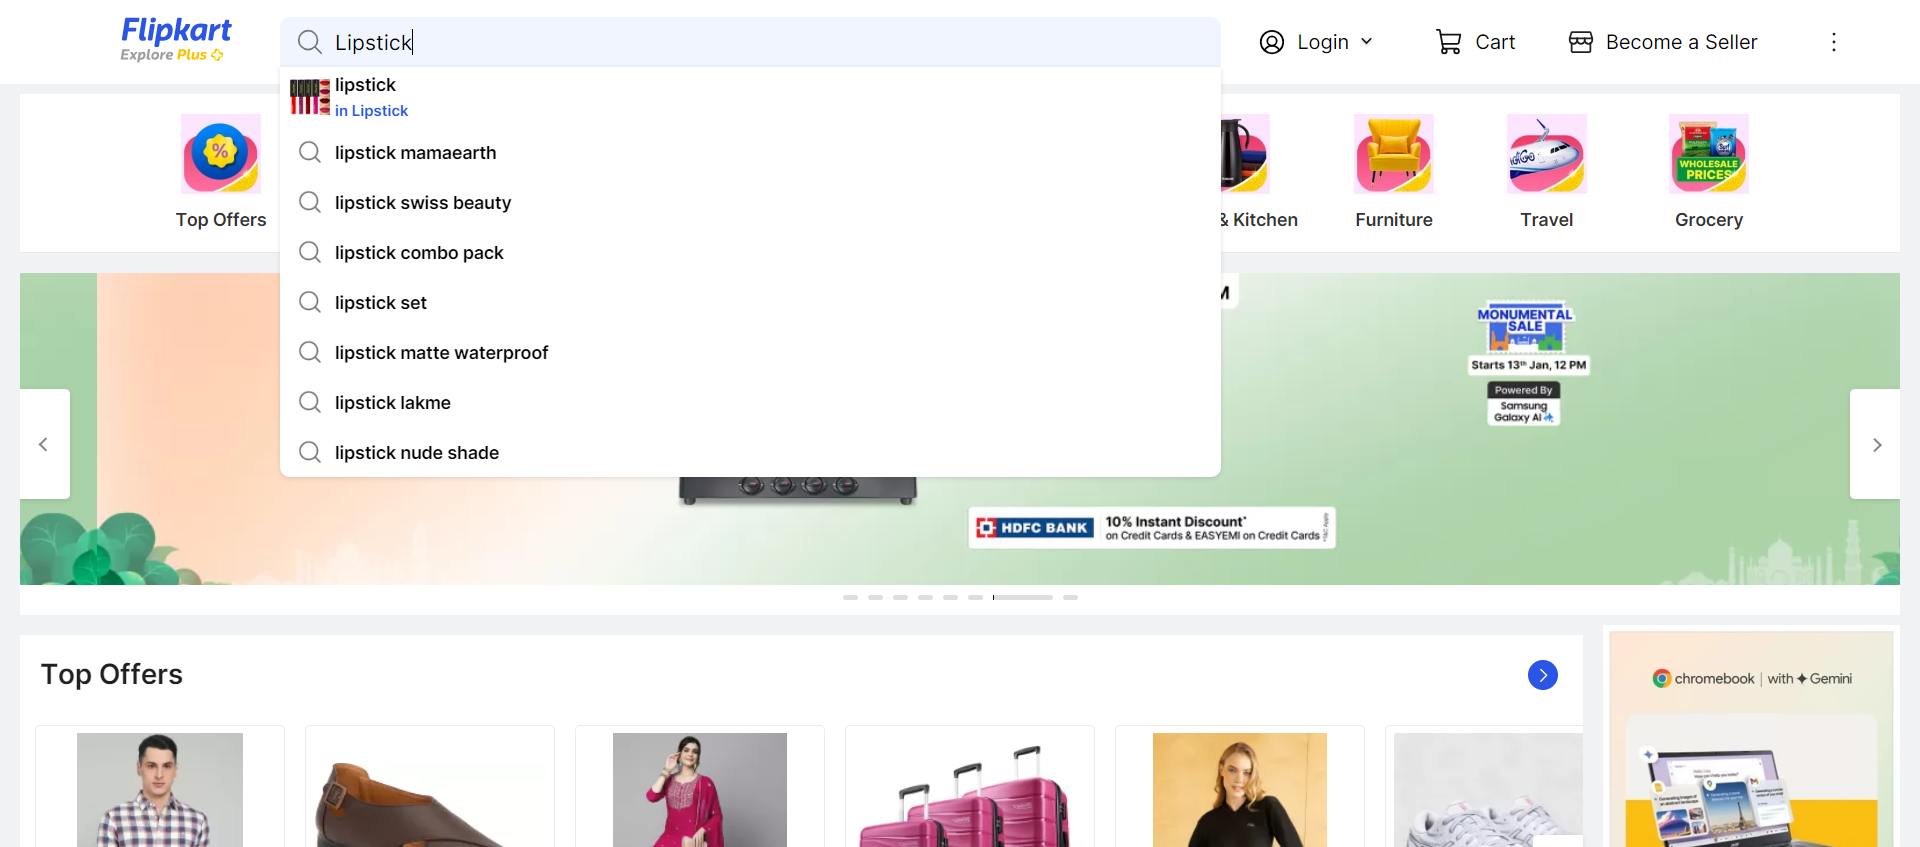 Flipkart
Explore Plus
Lipstick
Login
Cart
Become a Seller
lipstick
in Lipstick
lipstick mamaearth
lipstick swiss beauty
lipstick combo pack
lipstick set
lipstick matte waterproof
lipstick lakme
lipstick nude shade
%
Top Offers
& Kitchen
Furniture
Travel
WHOLESALE
PRICES
Grocery
M
MONUMENTAL
SALE
Starts 13th Jan, 12 PM
Powered By
Samsung
Galaxy AI
HDFC BANK
10% Instant Discount*
on Credit Cards & EASYEMI on Credit Cards
*T&C Apply
Top Offers
chromebook | with Gemini